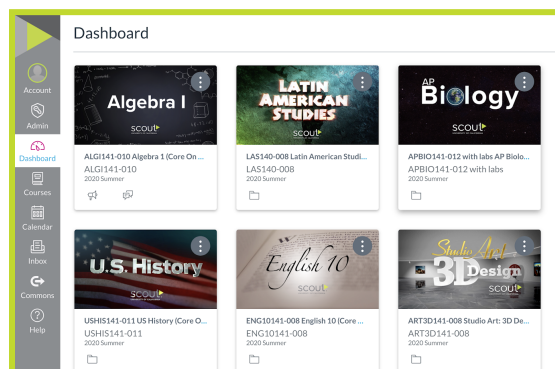 Dashboard
Account
Admin
Dashboard
Courses
Calendar
Inbox
Commons
Help
Algebra I
SCOUT
ALGI141-010 Algebra 1 (Core On ...
ALGI141-010
2020 Summer
LATIN
AMERICAN
STUDIES
SCOUT
LAS140-008 Latin American Studi...
LAS140-008
2020 Summer
AP
Biology
SCOUT
APBIO141-012 with labs AP Biolo...
APBIO141-012 with labs
2020 Summer
U.S. History
SCOUT
USHIS141-011 US History (Core O...
USHIS141-011
2020 Summer
English 10
SCOUT
ENG10141-008 English 10 (Core ...
ENG10141-008
2020 Summer
Studio Art
3D Design
SCOUT
ART3D141-008 Studio Art: 3D De...
ART3D141-008
2020 Summer